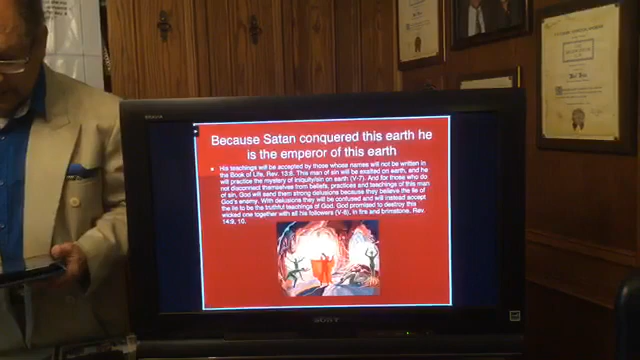 Because Satan conquered this earth he
is the emperor of this earth
His teachings will be accepted by those whose names will not be written in
the Book of Life, Rev. 13:8. This man of sin will be exalted on earth, and he
will practice the mystery of iniquity/sin on earth (V-7). And for those who do
not disconnect themselves from beliefs, practices and teachings of this man
of sin, God will send them strong delusions because they believe the lie of
God's enemy. With delusions they will be confused and will instead accept
the lie to be the truthful teachings of God. God promised to destroy this
wicked one together with all his followers (V-8), in fire and brimstone. Rev.
14:9, 10.
SONY